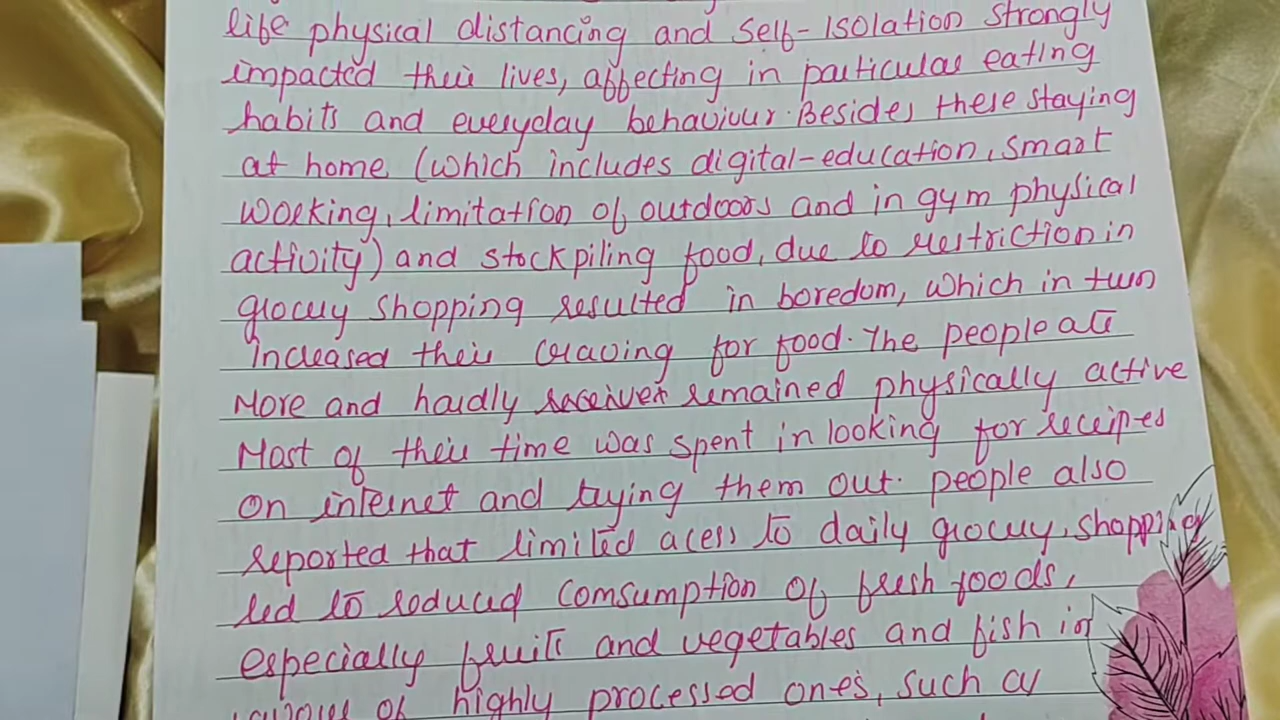 life physical distancing and self-Isolation strongly
impacted their lives, affecting in particular eating
habits and everyday behaviour. Besides these staying
at home (which includes digital-education, smart
working, limitation of outdoors and in gym physical
activity) and stockpiling food, due to restriction in
grocery shopping resulted in boredom, which in turn
increased their craving for food. The people are
More and hardly remained physically active
Most of their time was spent in looking for receipes
on internet and trying them out. people also
reported that limited acess to daily grocery, shopping
led to reduced comsumption of fresh foods,
especially fruits and vegetables and fish in
of highly processed ones, such as